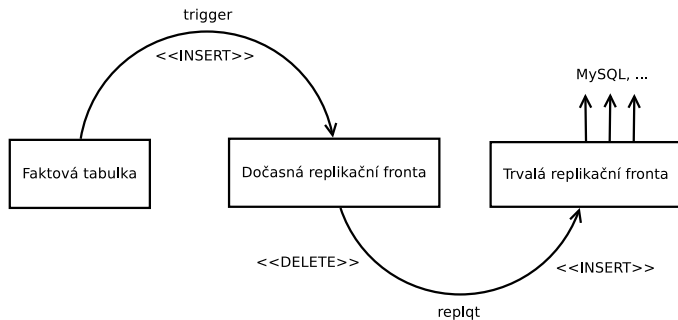 trigger
<<INSERT>>
MySQL, ...
Faktová tabulka
Dočasná replikační fronta
Trvalá replikační fronta
<<DELETE>>
<<INSERT>>
replqt